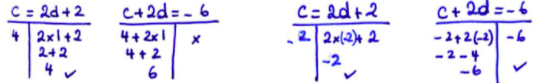 c = 2d+2    c+2d = -6    c = 2d+2    c + 2d = -6
4 | 2x1+2    4+2x1 | x    -2 | 2x(-2)+2    -2+2(-2) | -6
2+2    4+2    -2    -2-4
4 ✓    6    ✓    -6 ✓